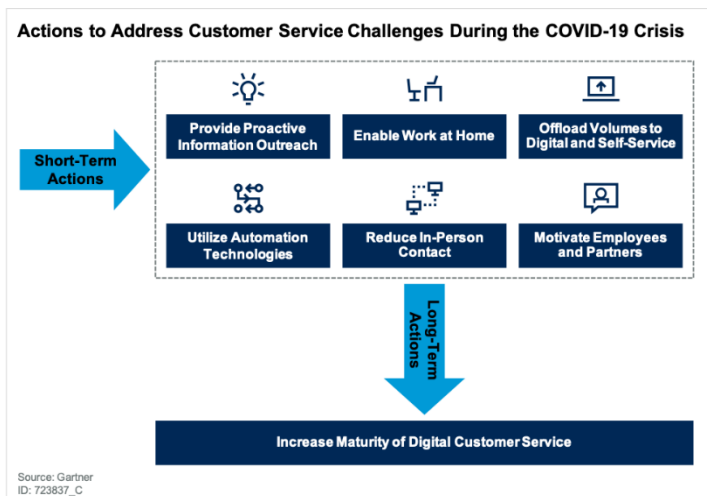 Actions to Address Customer Service Challenges During the COVID-19 Crisis
Short-Term
Actions
Provide Proactive
Information Outreach
Enable Work at Home
Offload Volumes to
Digital and Self-Service
Utilize Automation
Technologies
Reduce In-Person
Contact
Motivate Employees
and Partners
Long-Term
Actions
Increase Maturity of Digital Customer Service
Source: Gartner
ID: 723837_C